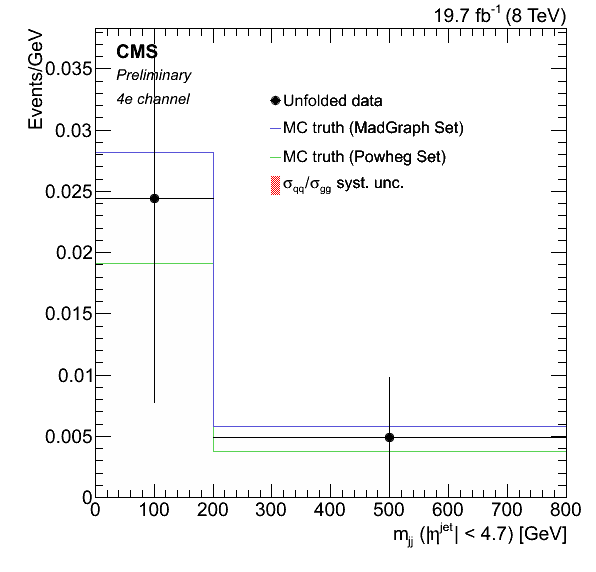 19.7 fb⁻¹ (8 TeV)
Events/GeV
CMS
Preliminary
4e channel
Unfolded data
MC truth (MadGraph Set)
MC truth (Powheg Set)
σqq/σgg syst. unc.
0.035
0.03
0.025
0.02
0.015
0.01
0.005
0
0 100 200 300 400 500 600 700 800
mjj (|ηʲᵉᵗ| < 4.7) [GeV]